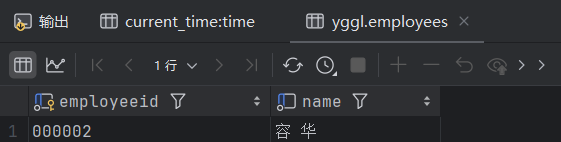 输出 current_time:time yggl.employees
1 行
employeeid name
1 000002 容 华